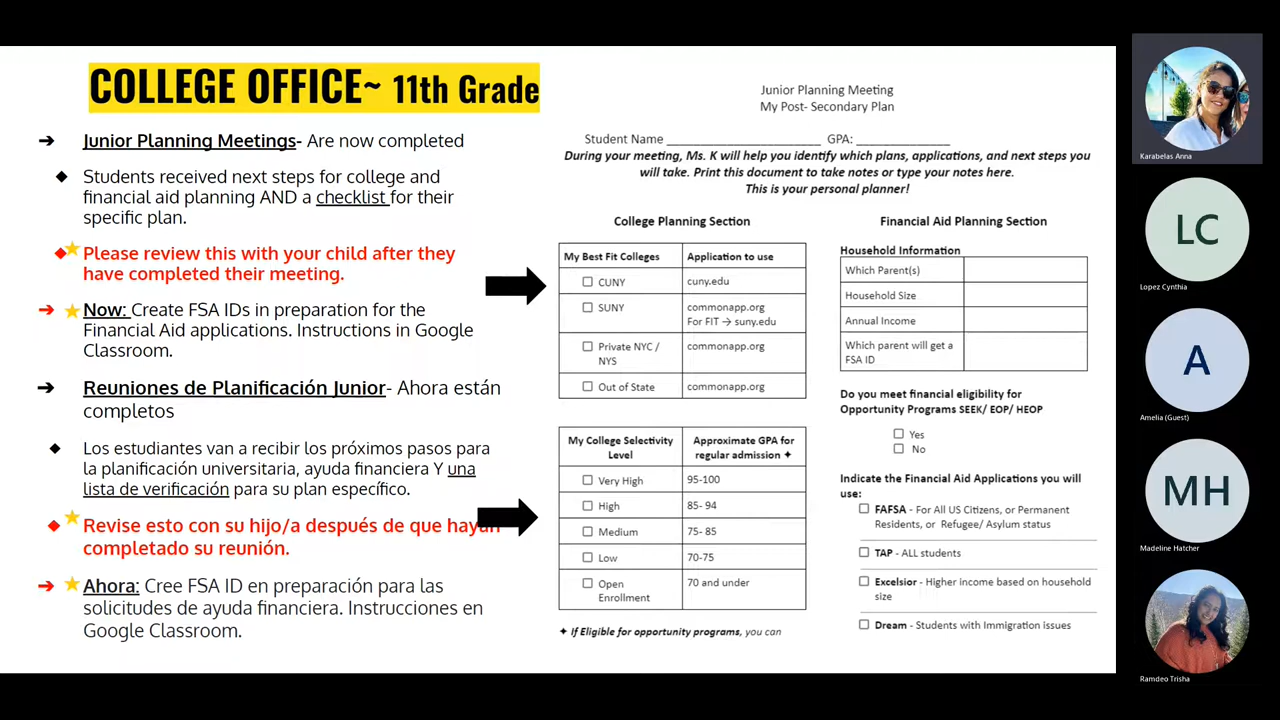 COLLEGE OFFICE~ 11th Grade
➔ Junior Planning Meetings- Are now completed
◆ Students received next steps for college and
financial aid planning AND a checklist for their
specific plan.
◆ Please review this with your child after they
have completed their meeting.
➔ Now: Create FSA IDs in preparation for the
Financial Aid applications. Instructions in Google
Classroom.
➔ Reuniones de Planificación Junior- Ahora están
completos
◆ Los estudiantes van a recibir los próximos pasos para
la planificación universitaria, ayuda financiera Y una
lista de verificación para su plan específico.
◆ Revise esto con su hijo/a después de que hayan
completado su reunión.
➔ Ahora: Cree FSA ID en preparación para las
solicitudes de ayuda financiera. Instrucciones en
Google Classroom.
Junior Planning Meeting
My Post- Secondary Plan
Student Name ________________________ GPA: ______________
During your meeting, Ms. K will help you identify which plans, applications, and next steps you
will take. Print this document to take notes or type your notes here.
This is your personal planner!
College Planning Section
My Best Fit Colleges Application to use
☐ CUNY cuny.edu
☐ SUNY commonapp.org
For FIT → suny.edu
☐ Private NYC / commonapp.org
NYS
☐ Out of State commonapp.org
My College Selectivity Approximate GPA for
Level regular admission ✦
☐ Very High 95-100
☐ High 85- 94
☐ Medium 75- 85
☐ Low 70-75
☐ Open 70 and under
Enrollment
✦ If Eligible for opportunity programs, you can
Financial Aid Planning Section
Household Information
Which Parent(s)
Household Size
Annual Income
Which parent will get a
FSA ID
Do you meet financial eligibility for
Opportunity Programs SEEK/ EOP/ HEOP
☐ Yes
☐ No
Indicate the Financial Aid Applications you will
use:
☐ FAFSA - For All US Citizens, or Permanent
Residents, or Refugee/ Asylum status
☐ TAP - ALL students
☐ Excelsior - Higher income based on household
size
☐ Dream - Students with Immigration issues
Karabelas Anna
LC
Lopez Cynthia
A
Amelia (Guest)
MH
Madeline Hatcher
Ramdeo Trisha